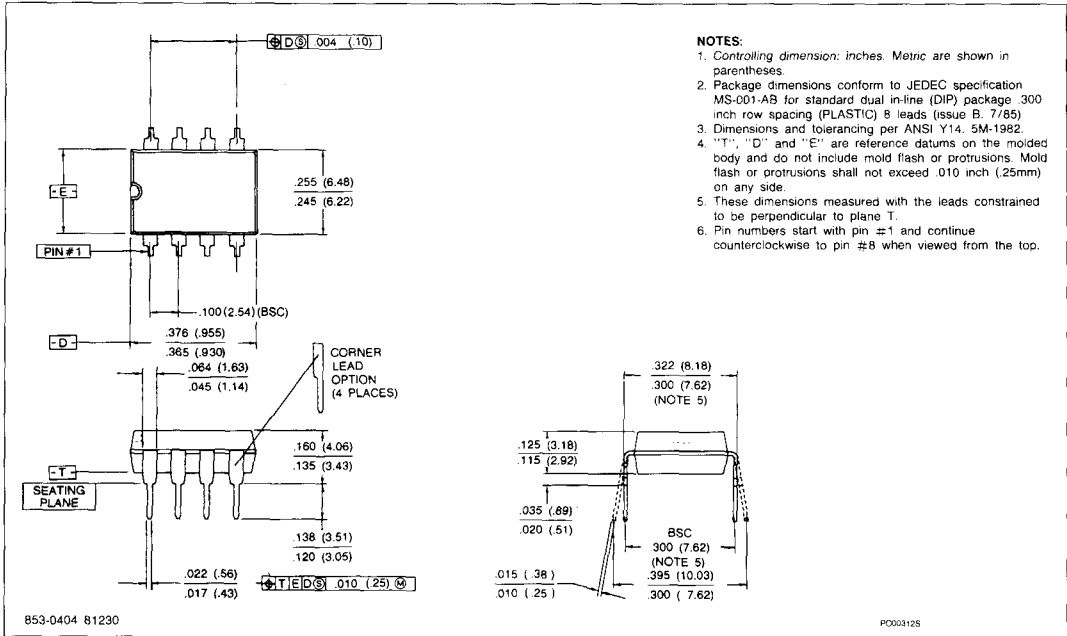 ⌖ D Ⓢ .004 (.10)
- E -
.255 (6.48)
.245 (6.22)
PIN #1
.100 (2.54) (BSC)
- D -
.376 (.955)
.365 (.930)
.064 (1.63)
.045 (1.14)
CORNER
LEAD
OPTION
(4 PLACES)
.160 (4.06)
.135 (3.43)
- T -
SEATING
PLANE
.138 (3.51)
.120 (3.05)
.022 (.56)
.017 (.43)
⌖ T E D Ⓢ .010 (.25) Ⓜ
NOTES:
1. Controlling dimension: inches. Metric are shown in
parentheses.
2. Package dimensions conform to JEDEC specification
MS-001-AB for standard dual in-line (DIP) package .300
inch row spacing (PLASTIC) 8 leads (issue B. 7/85)
3. Dimensions and tolerancing per ANSI Y14. 5M-1982.
4. "T", "D" and "E" are reference datums on the molded
body and do not include mold flash or protrusions. Mold
flash or protrusions shall not exceed .010 inch (.25mm)
on any side.
5. These dimensions measured with the leads constrained
to be perpendicular to plane T.
6. Pin numbers start with pin #1 and continue
counterclockwise to pin #8 when viewed from the top.
.322 (8.18)
.300 (7.62)
(NOTE 5)
.125 (3.18)
.115 (2.92)
.035 (.89)
.020 (.51)
BSC
.300 (7.62)
(NOTE 5)
.395 (10.03)
.300 ( 7.62)
.015 (.38 )
.010 (.25 )
853-0404 81230
PC00312S